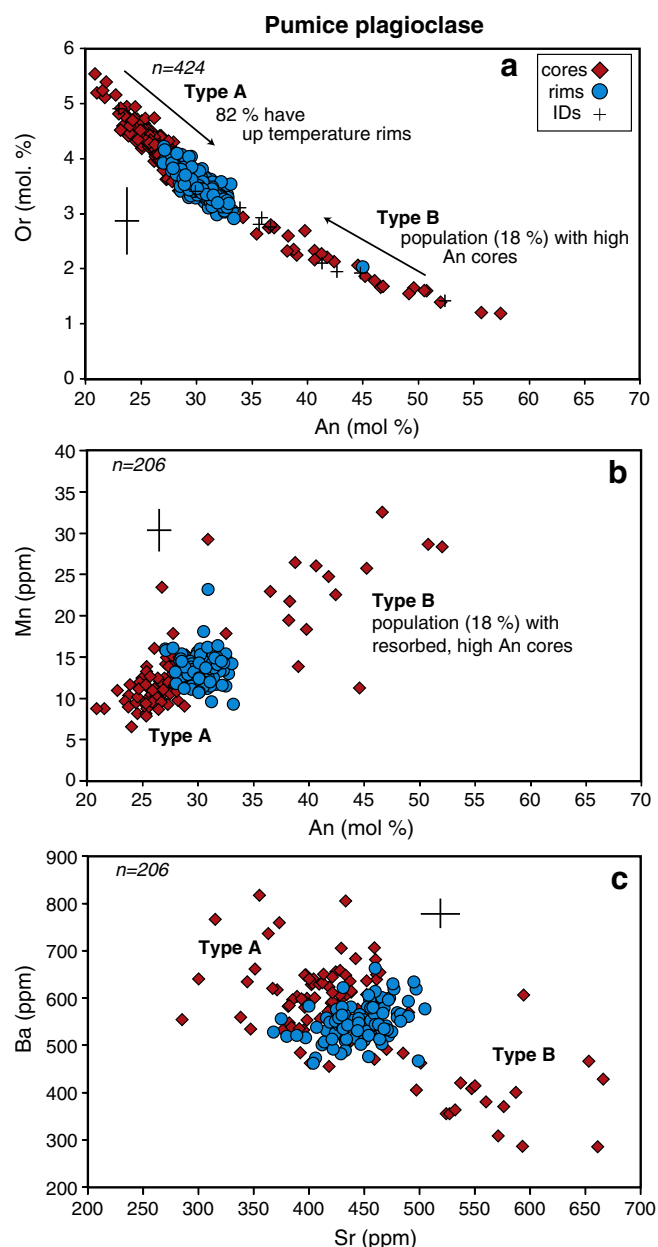 Pumice plagioclase
a
n=424
Type A
82 % have
up temperature rims
cores
rims
IDs
Type B
population (18 %) with high
An cores
Or (mol. %)
6
5
4
3
2
1
0
20 25 30 35 40 45 50 55 60 65 70
An (mol %)
b
n=206
Type B
population (18 %) with
resorbed, high An cores
Type A
Mn (ppm)
40
35
30
25
20
15
10
5
0
20 25 30 35 40 45 50 55 60 65 70
An (mol %)
c
n=206
Type A
Type B
Ba (ppm)
900
800
700
600
500
400
300
200
200 250 300 350 400 450 500 550 600 650 700
Sr (ppm)